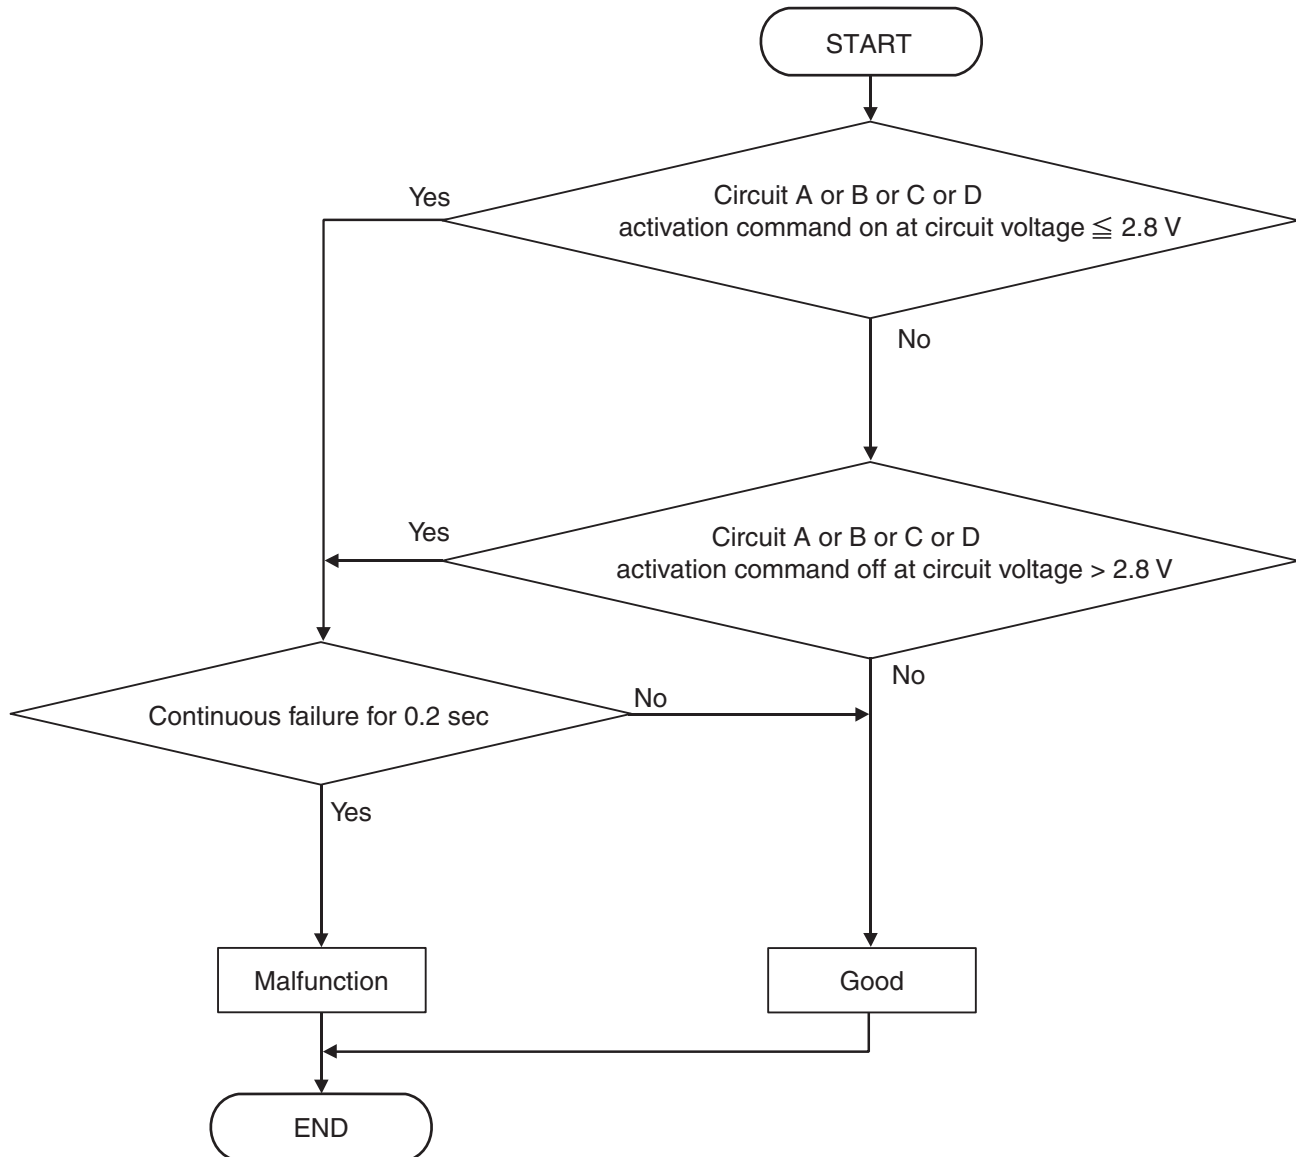 START
Yes
Circuit A or B or C or D
activation command on at circuit voltage ≦ 2.8 V
No
Yes
Circuit A or B or C or D
activation command off at circuit voltage > 2.8 V
No
No
Continuous failure for 0.2 sec
Yes
Malfunction
Good
END